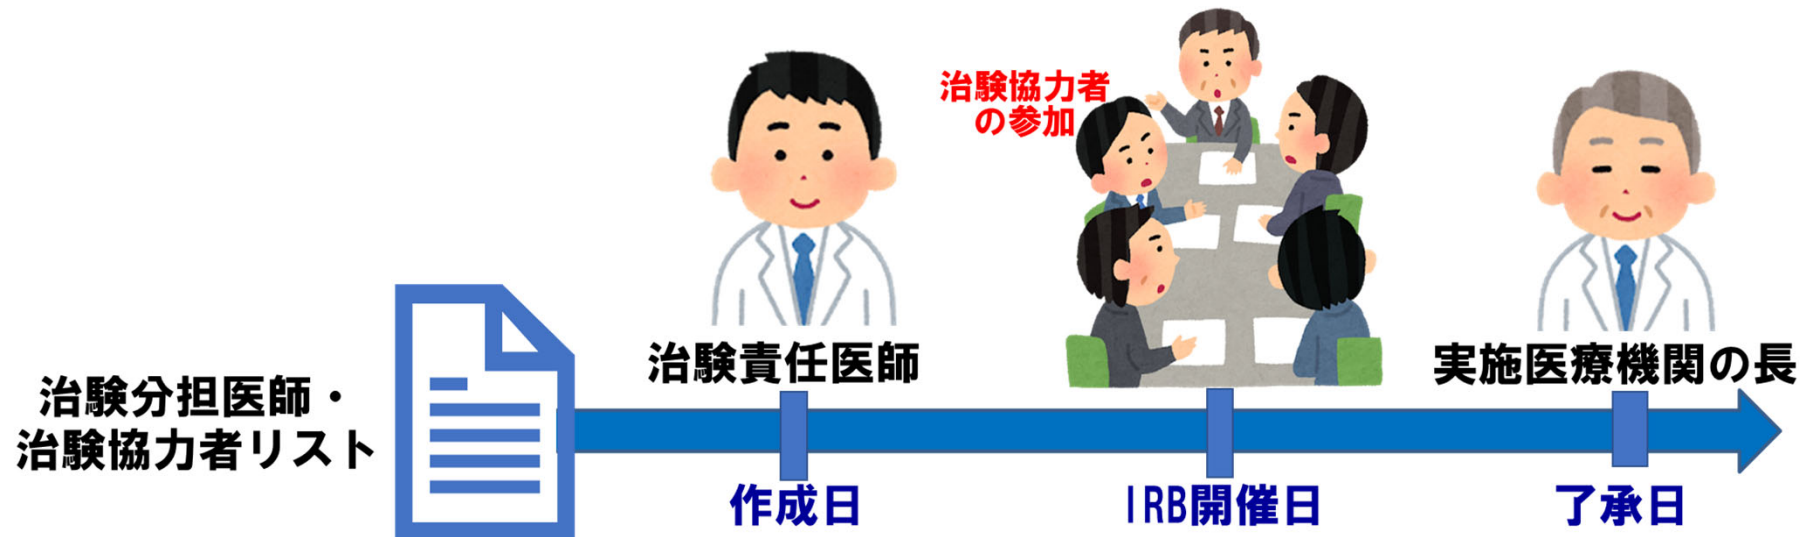 治験協力者
の参加
治験責任医師
実施医療機関の長
治験分担医師・
治験協力者リスト
作成日
IRB開催日
了承日